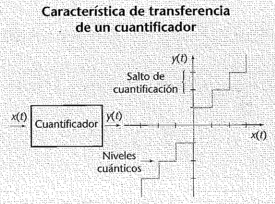 Característica de transferencia
de un cuantificador
y(t)
Salto de
cuantificación
x(t)
Cuantificador
y(t)
x(t)
Niveles
cuánticos